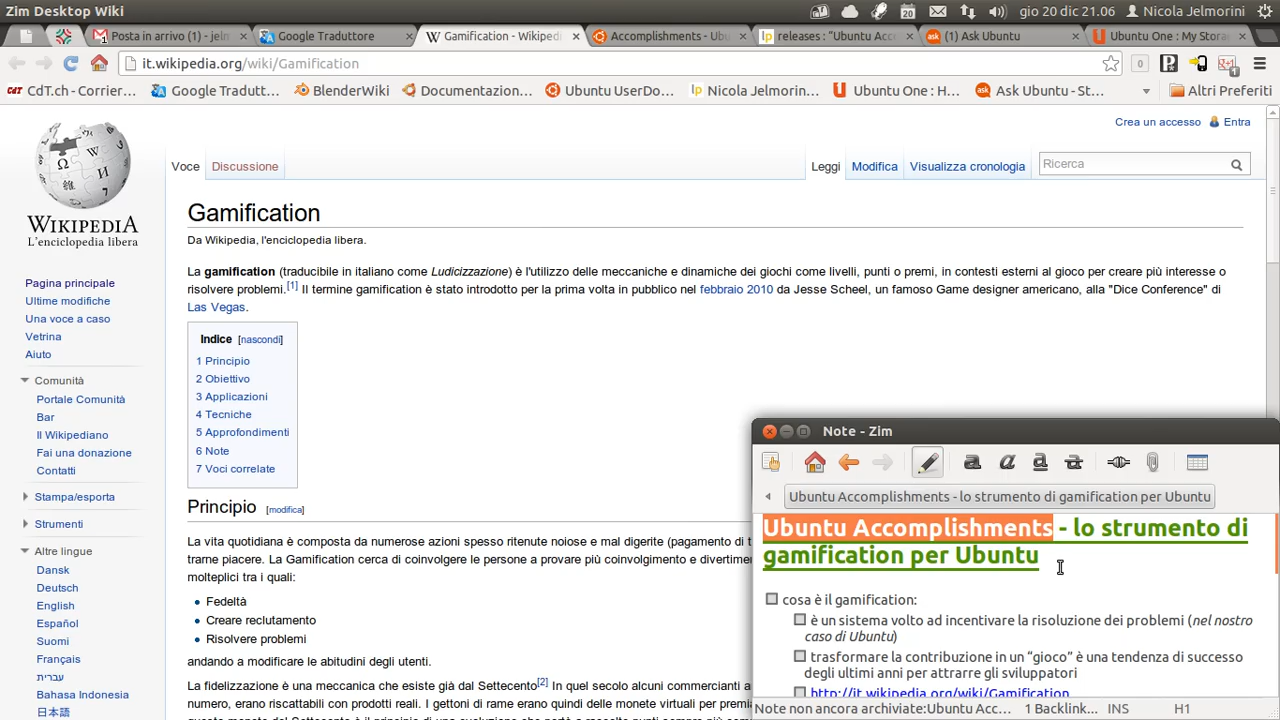 Zim Desktop Wiki
20
gio 20 dic 21.06
Nicola Jelmorini
Posta in arrivo (1) - jelm
Google Traduttore
Gamification - Wikiped
Accomplishments - Ubu
releases : “Ubuntu Acc
(1) Ask Ubuntu
Ubuntu One : My Stora
it.wikipedia.org/wiki/Gamification
CdT.ch - Corrier...
Google Tradutt...
BlenderWiki
Documentazion...
Ubuntu UserDo...
Nicola Jelmorin...
Ubuntu One : H...
Ask Ubuntu - St...
Altri Preferiti
Crea un accesso
Entra
Voce
Discussione
Leggi
Modifica
Visualizza cronologia
Ricerca
WIKIPEDIA
L'enciclopedia libera
Pagina principale
Ultime modifiche
Una voce a caso
Vetrina
Aiuto
Comunità
Portale Comunità
Bar
Il Wikipediano
Fai una donazione
Contatti
Stampa/esporta
Strumenti
Altre lingue
Dansk
Deutsch
English
Español
Suomi
Français
עברית
Bahasa Indonesia
日本語
Gamification
Da Wikipedia, l'enciclopedia libera.
La gamification (traducibile in italiano come Ludicizzazione) è l'utilizzo delle meccaniche e dinamiche dei giochi come livelli, punti o premi, in contesti esterni al gioco per creare più interesse o
risolvere problemi.[1] Il termine gamification è stato introdotto per la prima volta in pubblico nel febbraio 2010 da Jesse Scheel, un famoso Game designer americano, alla "Dice Conference" di
Las Vegas.
Indice [nascondi]
1 Principio
2 Obiettivo
3 Applicazioni
4 Tecniche
5 Approfondimenti
6 Note
7 Voci correlate
Principio [modifica]
La vita quotidiana è composta da numerose azioni spesso ritenute noiose e mal digerite (pagamento di t
trarne piacere. La Gamification cerca di coinvolgere le persone a provare più coinvolgimento e divertimen
molteplici tra i quali:
Fedeltà
Creare reclutamento
Risolvere problemi
andando a modificare le abitudini degli utenti.
La fidelizzazione è una meccanica che esiste già dal Settecento[2] In quel secolo alcuni commercianti a
numero, erano riscattabili con prodotti reali. I gettoni di rame erano quindi delle monete virtuali per premia
Note - Zim
Ubuntu Accomplishments - lo strumento di gamification per Ubuntu
Ubuntu Accomplishments - lo strumento di
gamification per Ubuntu
cosa è il gamification:
è un sistema volto ad incentivare la risoluzione dei problemi (nel nostro
caso di Ubuntu)
trasformare la contribuzione in un “gioco” è una tendenza di successo
degli ultimi anni per attrarre gli sviluppatori
http://it.wikipedia.org/wiki/Gamification
Note non ancora archiviate:Ubuntu Acc...
1 Backlink...
INS
H1